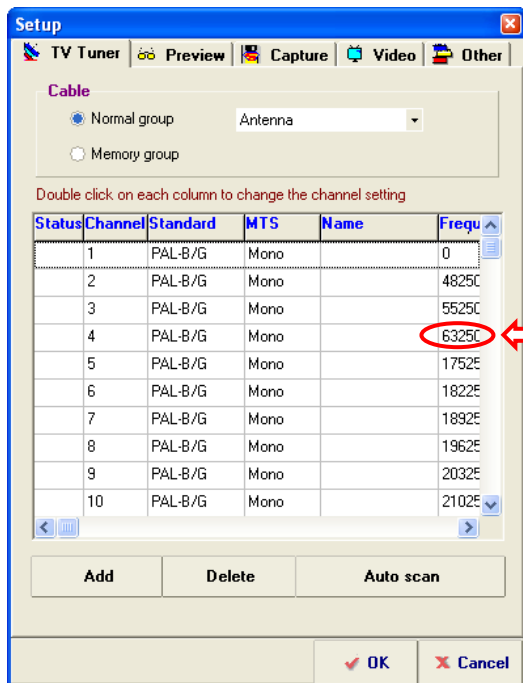 Setup
TV Tuner Preview Capture Video Other
Cable
Normal group Antenna
Memory group
Double click on each column to change the channel setting
Status Channel Standard MTS Name Frequ
1 PAL-B/G Mono 0
2 PAL-B/G Mono 48250
3 PAL-B/G Mono 55250
4 PAL-B/G Mono 63250
5 PAL-B/G Mono 17525
6 PAL-B/G Mono 18225
7 PAL-B/G Mono 18925
8 PAL-B/G Mono 19625
9 PAL-B/G Mono 20325
10 PAL-B/G Mono 21025
Add Delete Auto scan
OK Cancel